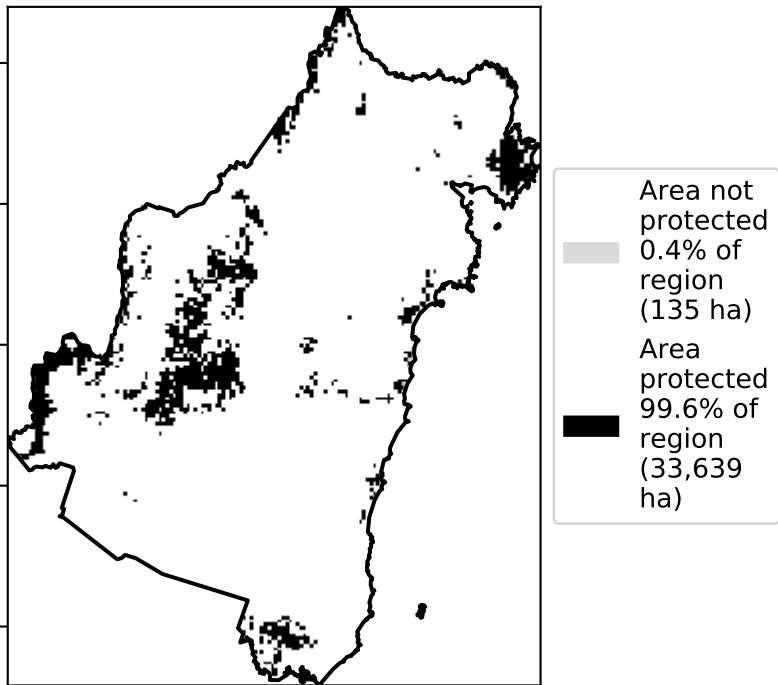 Area not
protected
0.4% of
region
(135 ha)
Area
protected
99.6% of
region
(33,639
ha)